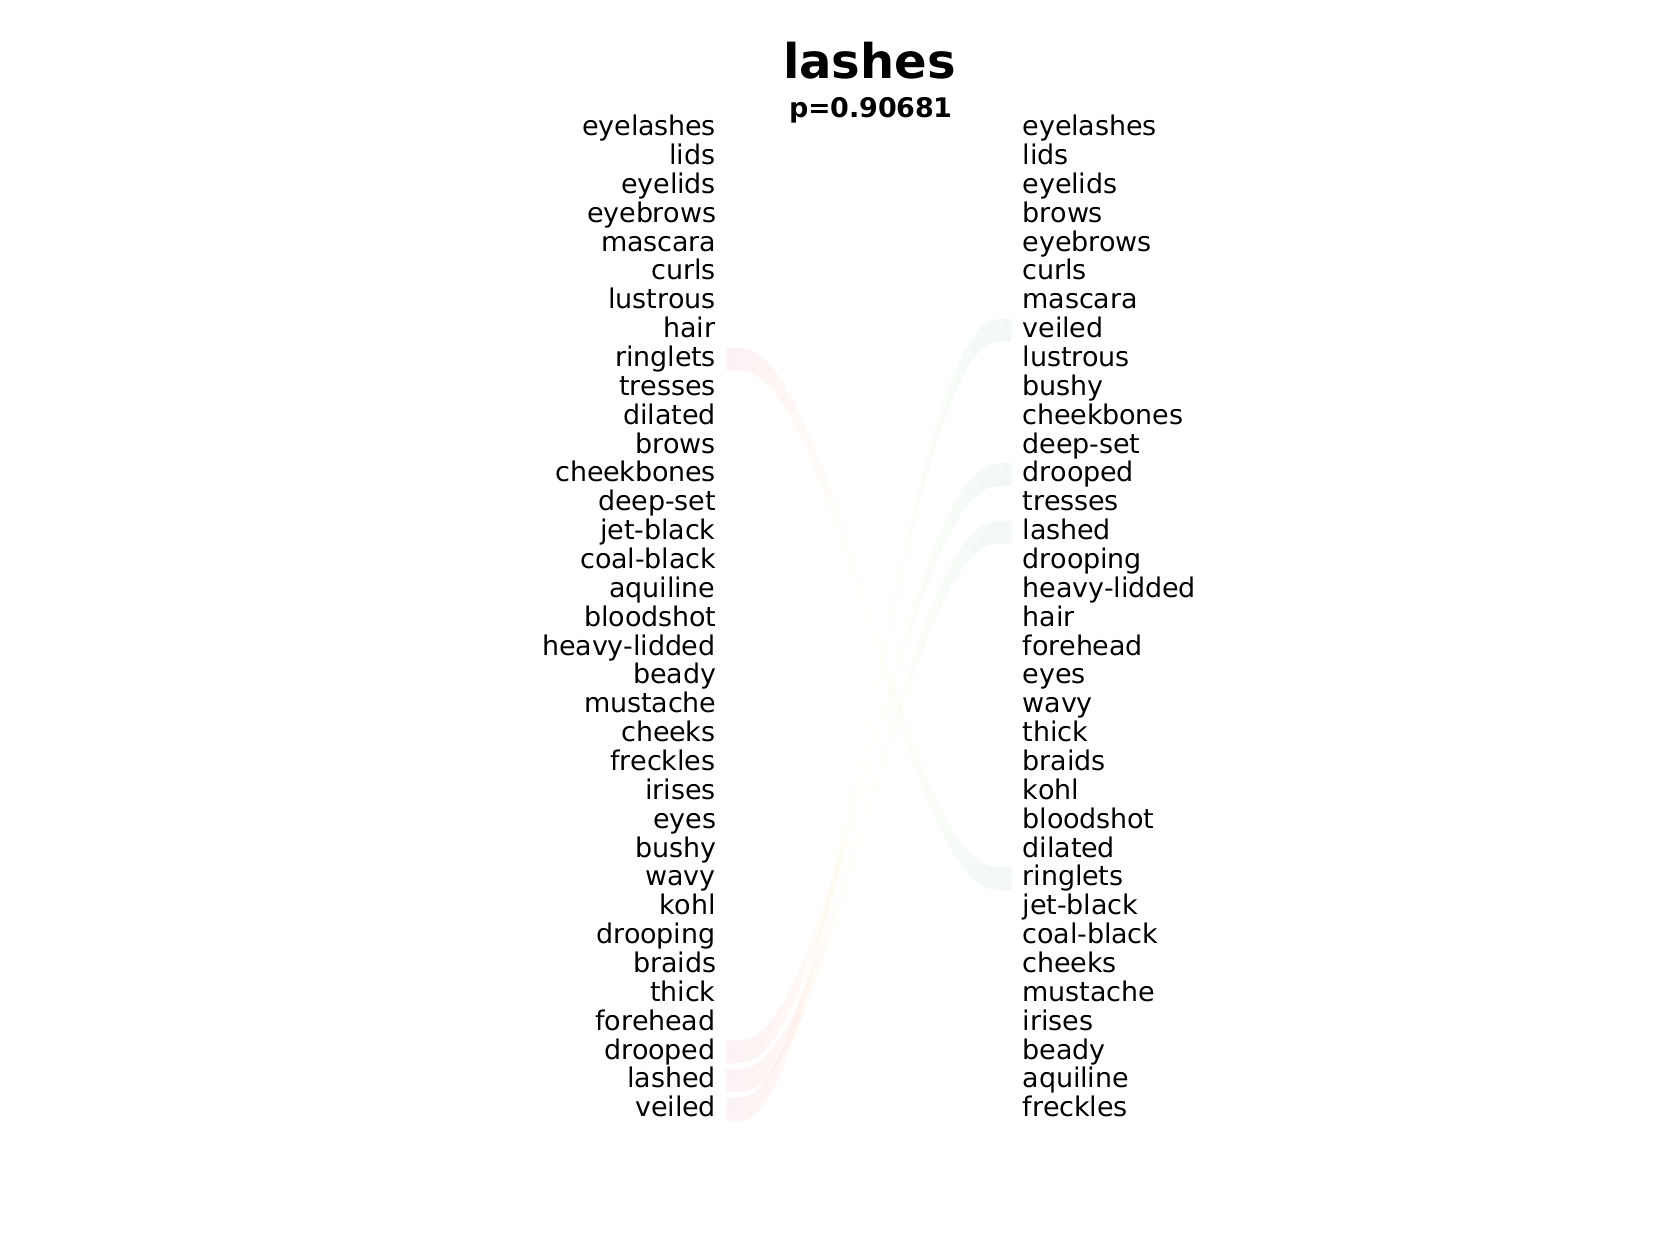 lashes
p=0.90681
eyelashes
lids
eyelids
eyebrows
mascara
curls
lustrous
hair
ringlets
tresses
dilated
brows
cheekbones
deep-set
jet-black
coal-black
aquiline
bloodshot
heavy-lidded
beady
mustache
cheeks
freckles
irises
eyes
bushy
wavy
kohl
drooping
braids
thick
forehead
drooped
lashed
veiled
eyelashes
lids
eyelids
brows
eyebrows
curls
mascara
veiled
lustrous
bushy
cheekbones
deep-set
drooped
tresses
lashed
drooping
heavy-lidded
hair
forehead
eyes
wavy
thick
braids
kohl
bloodshot
dilated
ringlets
jet-black
coal-black
cheeks
mustache
irises
beady
aquiline
freckles